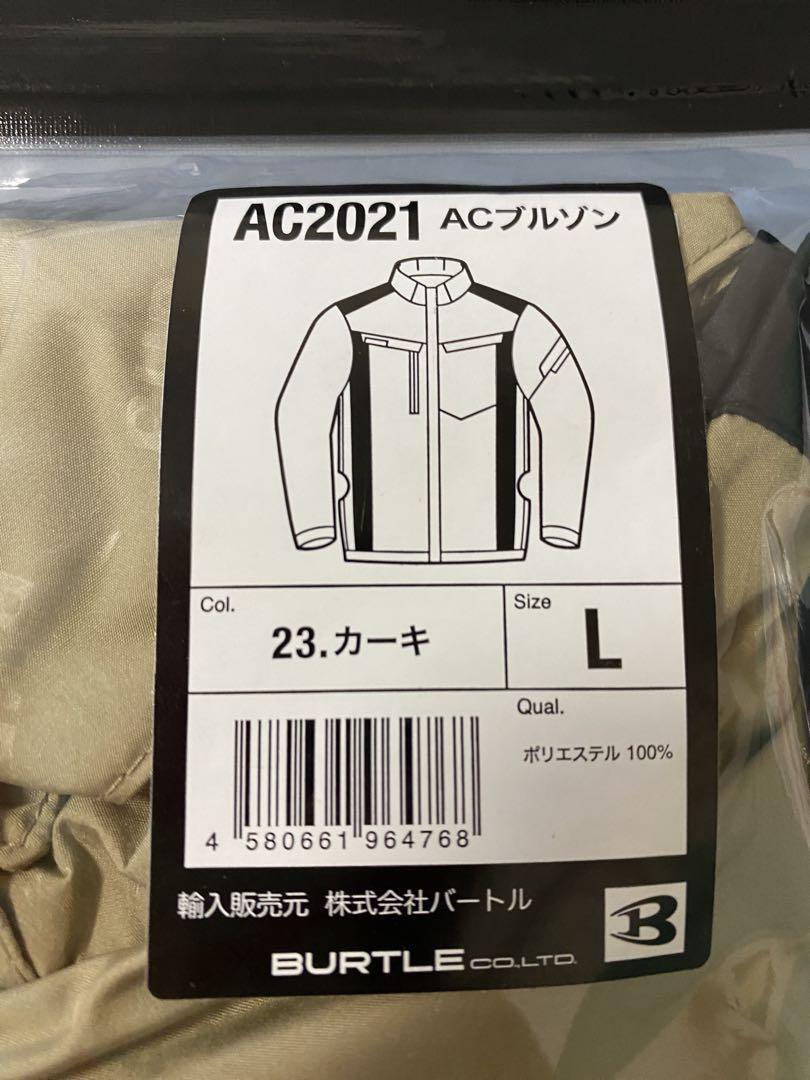 AC2021 ACブルゾン
Col.
23.カーキ
Size
L
Qual.
ポリエステル 100%
4 580661 964768
輸入販売元 株式会社バートル
B
BURTLE CO.,LTD.